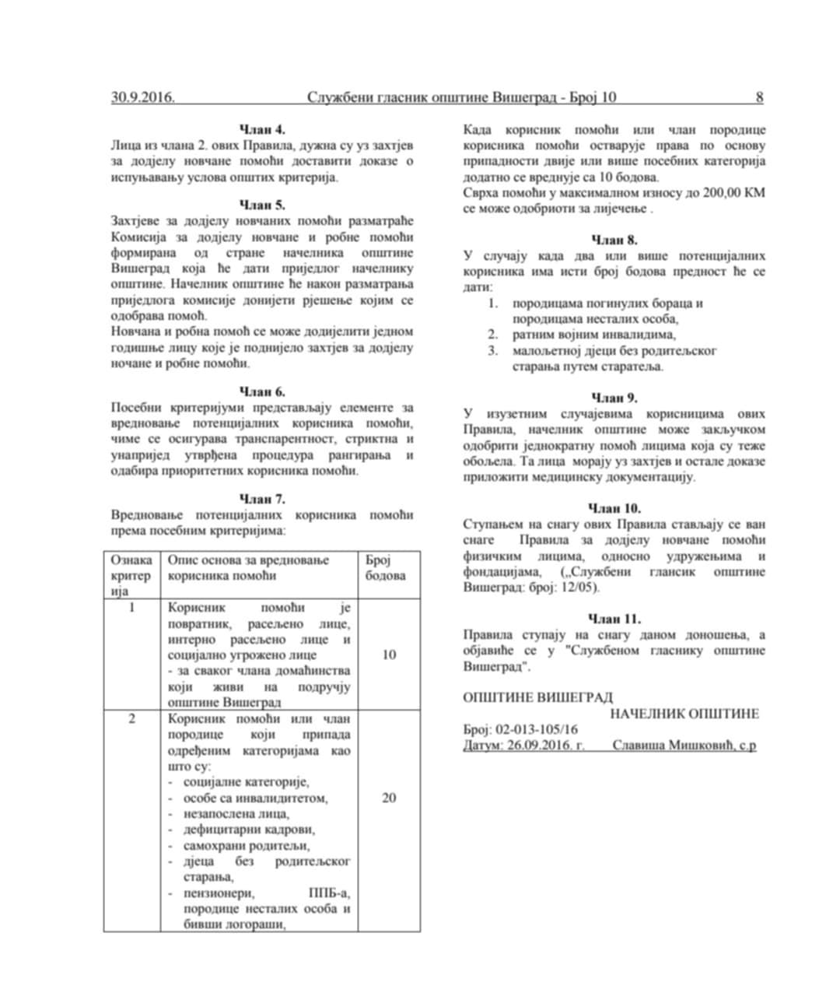 30.9.2016. Службени гласник општине Вишеград - Број 10 8
Члан 4.
Лица из члана 2. ових Правила, дужна су уз захтјев
за додјелу новчане помоћи доставити доказе о
испуњавању услова општих критерија.
Члан 5.
Захтјеве за додјелу новчаних помоћи разматраће
Комисија за додјелу новчане и робне помоћи
формирана од стране начелника општине
Вишеград која ће дати приједлог начелнику
општине. Начелник општине ће након разматрања
приједлога комисије донијети рјешење којим се
одобрава помоћ.
Новчана и робна помоћ се може додијелити једном
годишње лицу које је поднијело захтјев за додјелу
ночане и робне помоћи.
Члан 6.
Посебни критеријуми представљају елементе за
вредновање потенцијалних корисника помоћи,
чиме се осигурава транспарентност, стриктна и
унапријед утврђена процедура рангирања и
одабира приоритетних корисника помоћи.
Члан 7.
Вредновање потенцијалних корисника помоћи
према посебним критеријима:
Ознака Опис основа за вредновање Број
критер корисника помоћи бодова
ија
1 Корисник помоћи је
повратник, расељено лице,
интерно расељено лице и
социјално угрожено лице 10
- за сваког члана домаћинства
који живи на подручју
општине Вишеград
2 Корисник помоћи или члан
породице који припада
одређеним категоријама као
што су:
- социјалне категорије,
- особе са инвалидитетом, 20
- незапослена лица,
- дефицитарни кадрови,
- самохрани родитељи,
- дјеца без родитељског
старања,
- пензионери, ППБ-а,
породице несталих особа и
бивши логораши,
Када корисник помоћи или члан породице
корисника помоћи остварује права по основу
припадности двије или више посебних категорија
додатно се вреднује са 10 бодова.
Сврха помоћи у максималном износу до 200,00 КМ
се може одобриоти за лијечење .
Члан 8.
У случају када два или више потенцијалних
корисника има исти број бодова предност ће се
дати:
1. породицама погинулих бораца и
породицама несталих особа,
2. ратним војним инвалидима,
3. малољетној дјеци без родитељског
старања путем старатеља.
Члан 9.
У изузетним случајевима корисницима ових
Правила, начелник општине може закључком
одобрити једнократну помоћ лицима која су теже
обољела. Та лица морају уз захтјев и остале доказе
приложити медицинску документацију.
Члан 10.
Ступањем на снагу ових Правила стављају се ван
снаге Правила за додјелу новчане помоћи
физичким лицима, односно удружењима и
фондацијама, („Службени глансик општине
Вишеград: број: 12/05).
Члан 11.
Правила ступају на снагу даном доношења, а
објавиће се у "Службеном гласнику општине
Вишеград".
ОПШТИНЕ ВИШЕГРАД
НАЧЕЛНИК ОПШТИНЕ
Број: 02-013-105/16
Датум: 26.09.2016. г. Славиша Мишковић, с.р